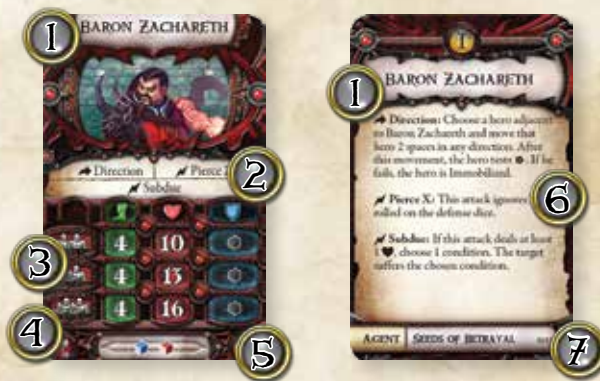 1
BARON ZACHARETH
Direction
Pierce
2
Subdue
3
4 10
4 13
4 16
4
5
I
BARON ZACHARETH
1
Direction: Choose a hero adjacent
to Baron Zachareth and move that
hero 2 spaces in any direction. After
this movement, the hero tests . If he
fails, the hero is Immobilized.
Pierce X: This attack ignores
rolled on the defense dice.
6
Subdue: If this attack deals at least
1 , choose 1 condition. The target
suffers the chosen condition.
AGENT SEEDS OF BETRAYAL
7